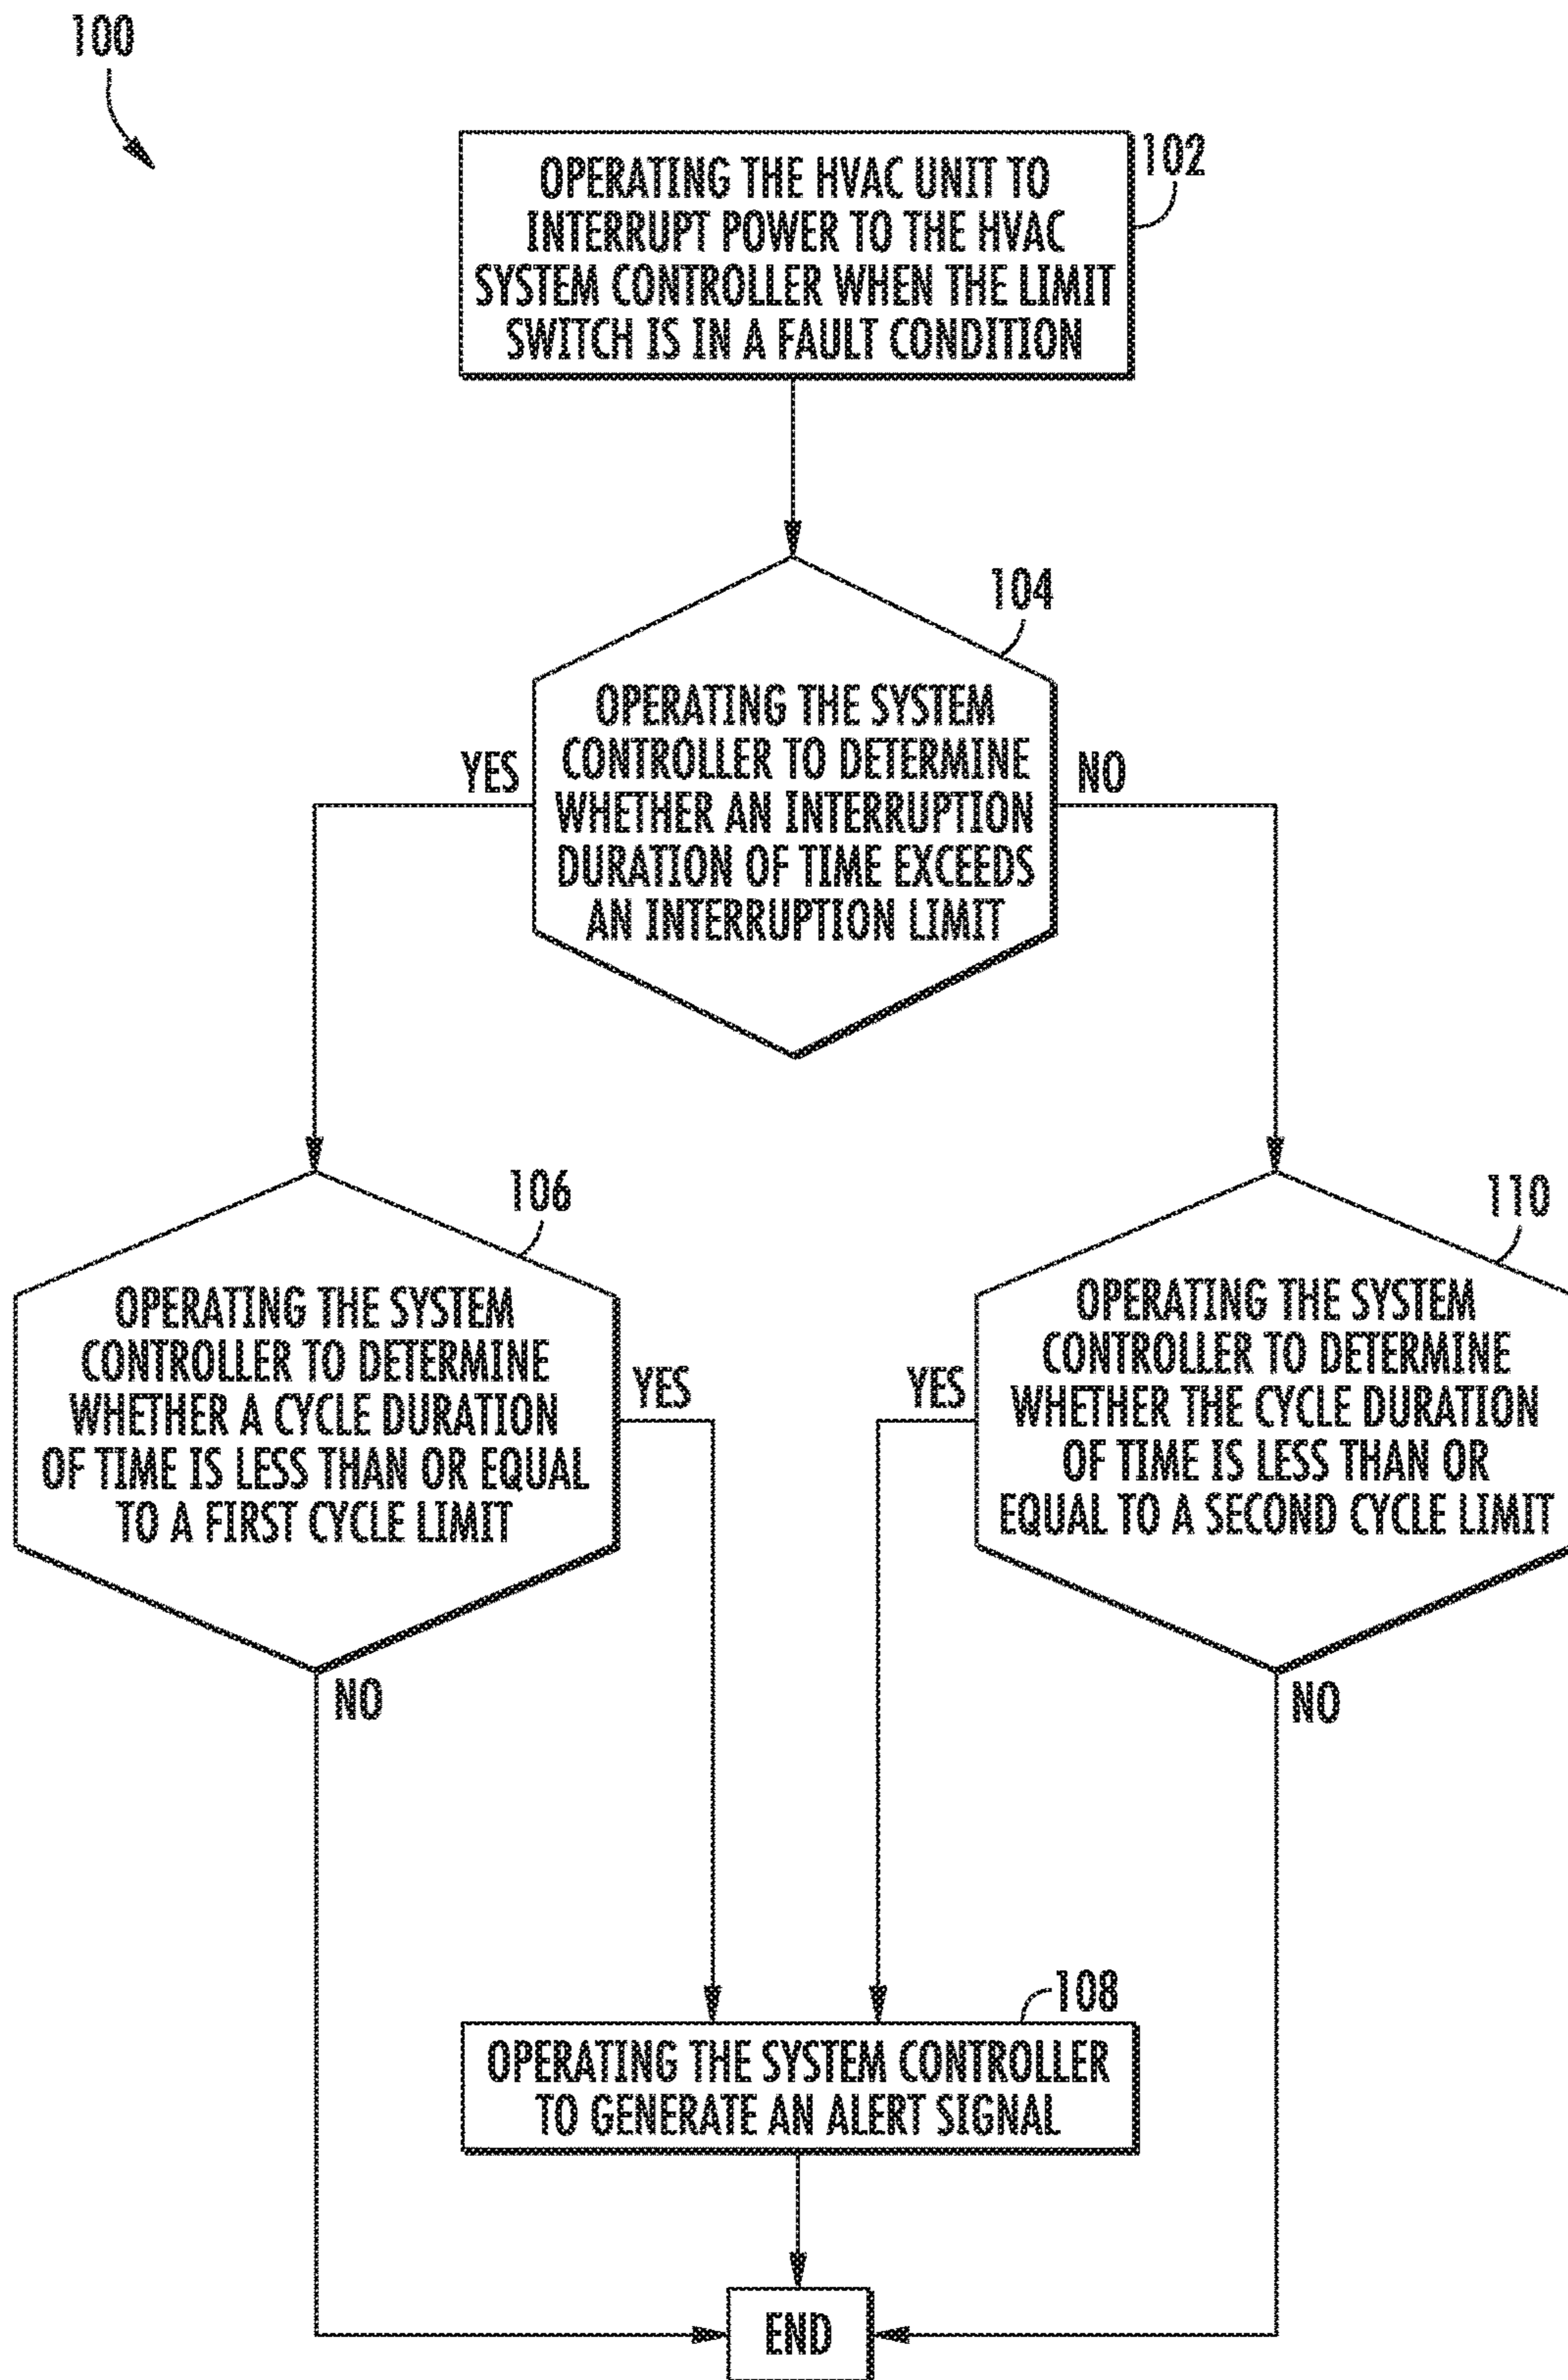 100
102
OPERATING THE HVAC UNIT TO
INTERRUPT POWER TO THE HVAC
SYSTEM CONTROLLER WHEN THE LIMIT
SWITCH IS IN A FAULT CONDITION
104
OPERATING THE SYSTEM
CONTROLLER TO DETERMINE
WHETHER AN INTERRUPTION
DURATION OF TIME EXCEEDS
AN INTERRUPTION LIMIT
YES
NO
106
OPERATING THE SYSTEM
CONTROLLER TO DETERMINE
WHETHER A CYCLE DURATION
OF TIME IS LESS THAN OR EQUAL
TO A FIRST CYCLE LIMIT
YES
NO
110
OPERATING THE SYSTEM
CONTROLLER TO DETERMINE
WHETHER THE CYCLE DURATION
OF TIME IS LESS THAN OR
EQUAL TO A SECOND CYCLE LIMIT
YES
NO
108
OPERATING THE SYSTEM CONTROLLER
TO GENERATE AN ALERT SIGNAL
END